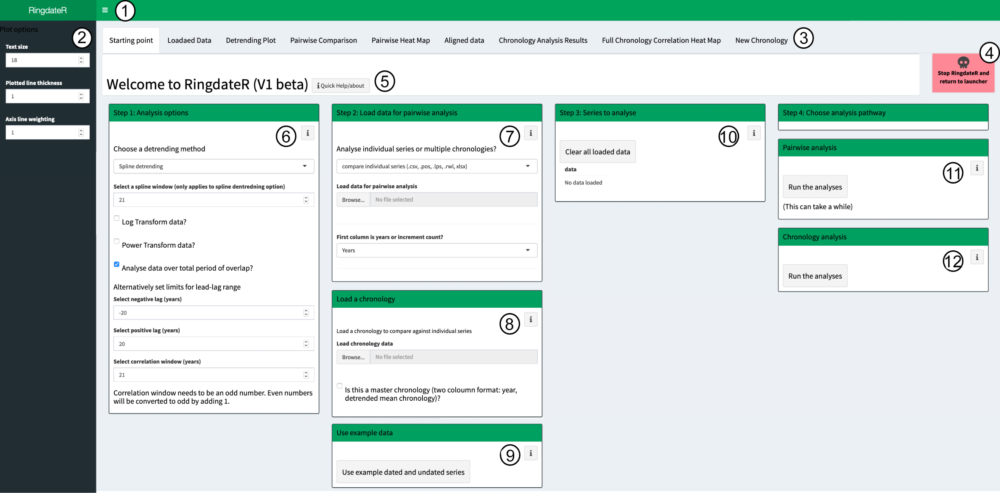 RingdateR
1
Plot options
2
Text size
18
Plotted line thickness
1
Axis line weighting
1
Starting point Loadaed Data Detrending Plot Pairwise Comparison Pairwise Heat Map Aligned data Chronology Analysis Results Full Chronology Correlation Heat Map New Chronology
3
4
Stop RingdateR and
return to launcher
Welcome to RingdateR (V1 beta)
i Quick Help/about
5
Step 1: Analysis options
6
i
Choose a detrending method
Spline detrending
Select a spline window (only applies to spline dentredning option)
21
Log Transform data?
Power Transform data?
Analyse data over total period of overlap?
Alternatively set limits for lead-lag range
Select negative lag (years)
-20
Select positive lag (years)
20
Select correlation window (years)
21
Correlation window needs to be an odd number. Even numbers
will be converted to odd by adding 1.
Step 2: Load data for pairwise analysis
7
i
Analyse individual series or multiple chronologies?
compare individual series (.csv, .pos, .lps, .rwl, xlsx)
Load data for pairwise analysis
Browse... No file selected
First column is years or increment count?
Years
Load a chronology
8
i
Load a chronology to compare against individual series
Load chronology data
Browse... No file selected
Is this a master chronology (two coloumn format: year,
detrended mean chronology)?
Use example data
9
i
Use example dated and undated series
Step 3: Series to analyse
10
i
Clear all loaded data
data
No data loaded
Step 4: Choose analysis pathway
Pairwise analysis
11
i
Run the analyses
(This can take a while)
Chronology analysis
12
i
Run the analyses